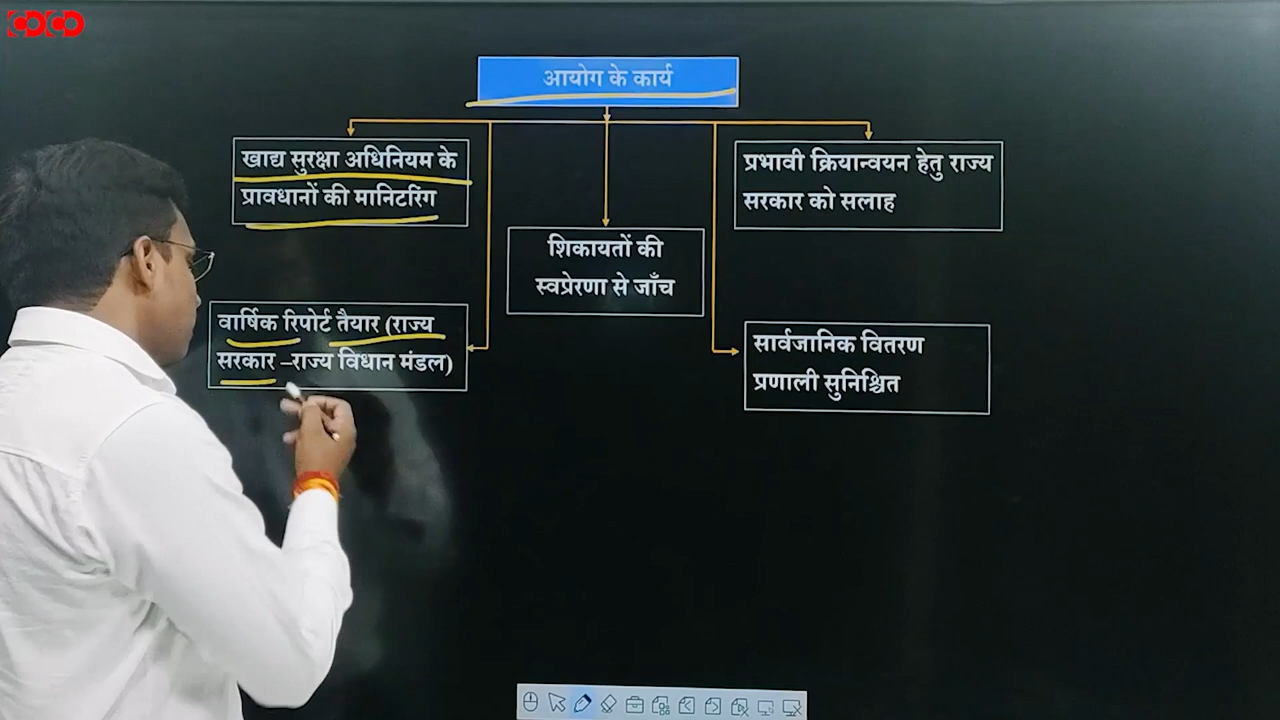 आयोग के कार्य
खाद्य सुरक्षा अधिनियम के
प्रावधानों की मानिटरिंग
प्रभावी क्रियान्वयन हेतु राज्य
सरकार को सलाह
शिकायतों की
स्वप्रेरणा से जाँच
वार्षिक रिपोर्ट तैयार (राज्य
सरकार –राज्य विधान मंडल)
सार्वजानिक वितरण
प्रणाली सुनिश्चित